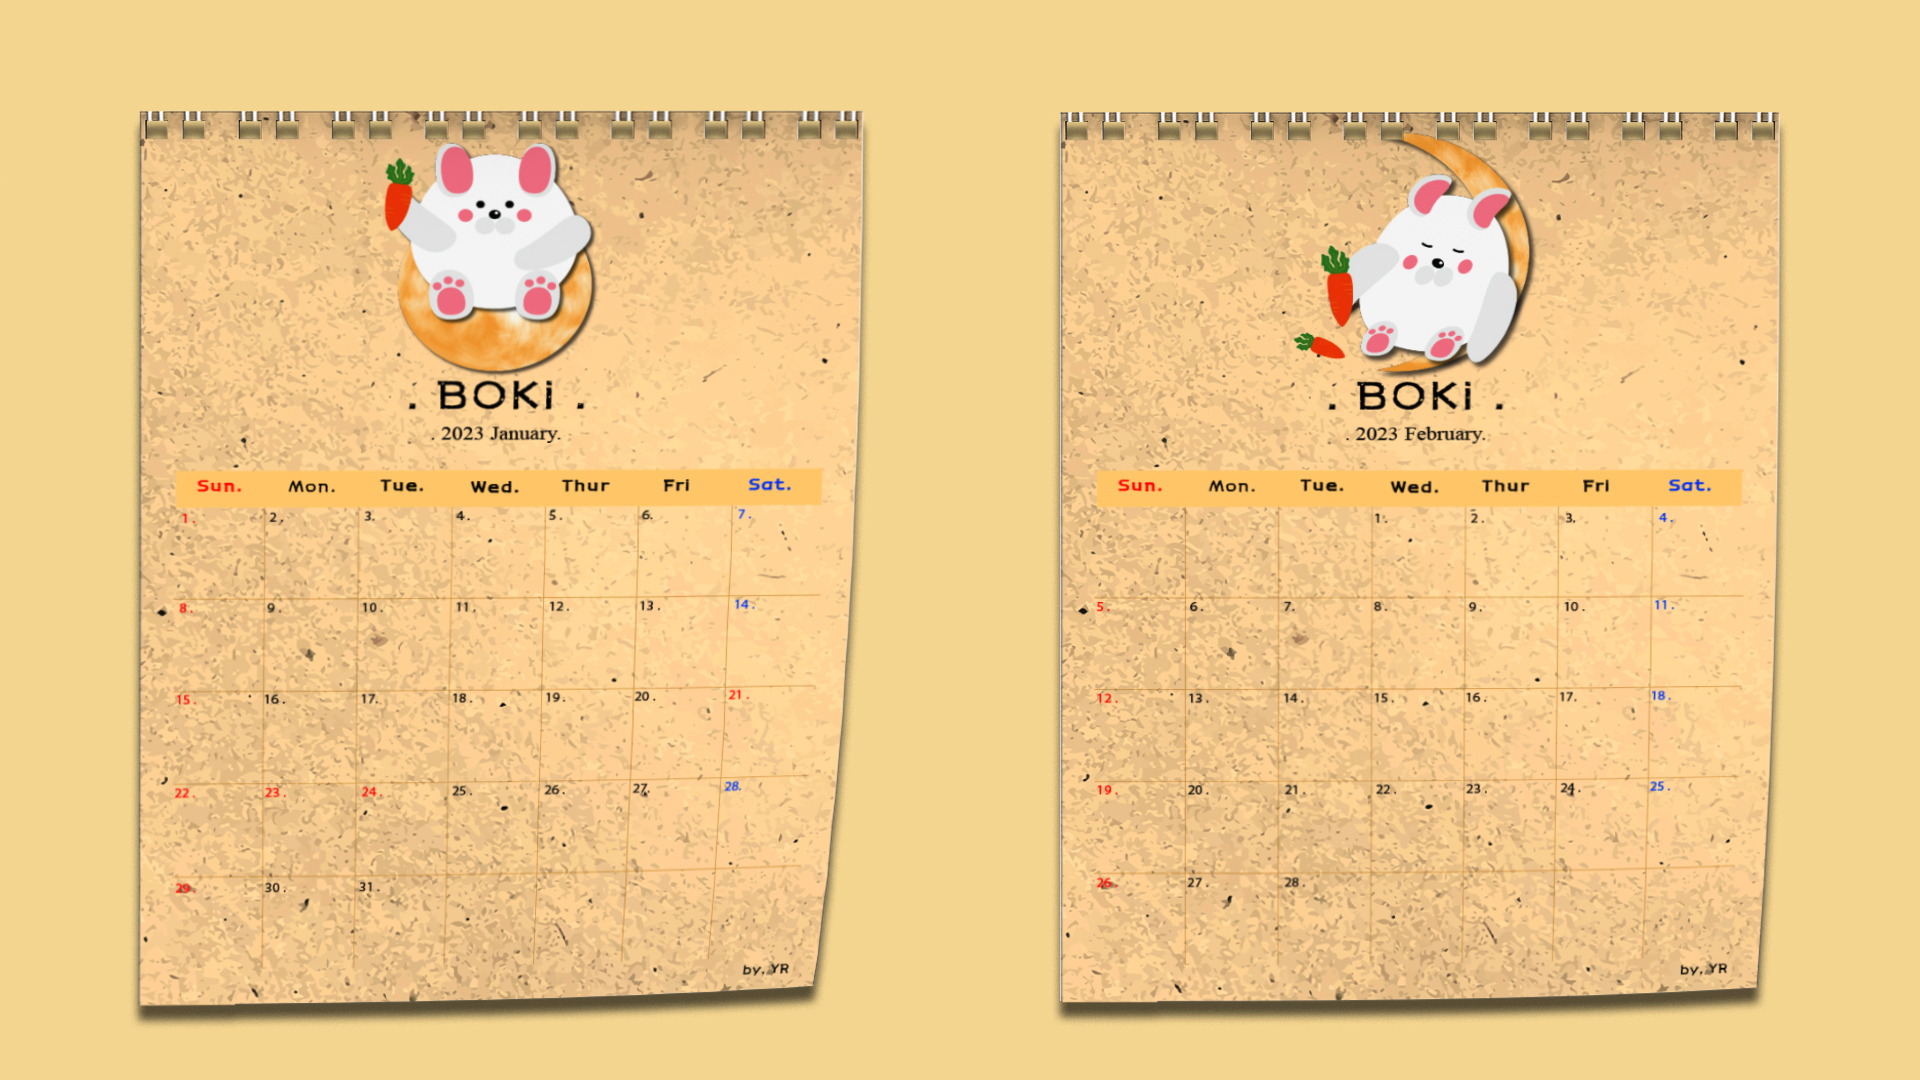 . BOKi .
. 2023 January.
Sun. Mon. Tue. Wed. Thur Fri Sat.
1. 2. 3. 4. 5. 6. 7.
8. 9. 10. 11. 12. 13. 14.
15. 16. 17. 18. 19. 20. 21.
22. 23. 24. 25. 26. 27. 28.
29. 30. 31.
by. YR
. BOKi .
. 2023 February.
Sun. Mon. Tue. Wed. Thur Fri Sat.
1. 2. 3. 4.
5. 6. 7. 8. 9. 10. 11.
12. 13. 14. 15. 16. 17. 18.
19. 20. 21. 22. 23. 24. 25.
26. 27. 28.
by. YR